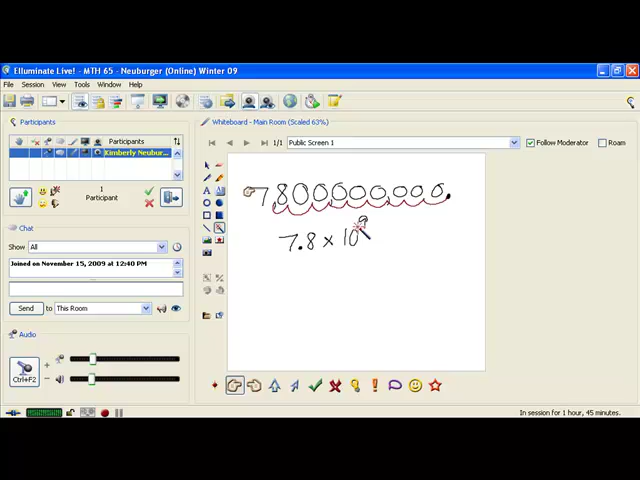 Elluminate Live! - MTH 65 - Neuburger (Online) Winter 09
File Session View Tools Window Help
Participants
Participants
Kimberly Neubur...
1
Participant
Chat
Show All
Joined on November 15, 2009 at 12:40 PM
Send to This Room
Audio
Ctrl+F2
Whiteboard - Main Room (Scaled 63%)
1/1 Public Screen 1 Follow Moderator Roam
7,800,000,000.
7.8 x 10^9
In session for 1 hour, 45 minutes.